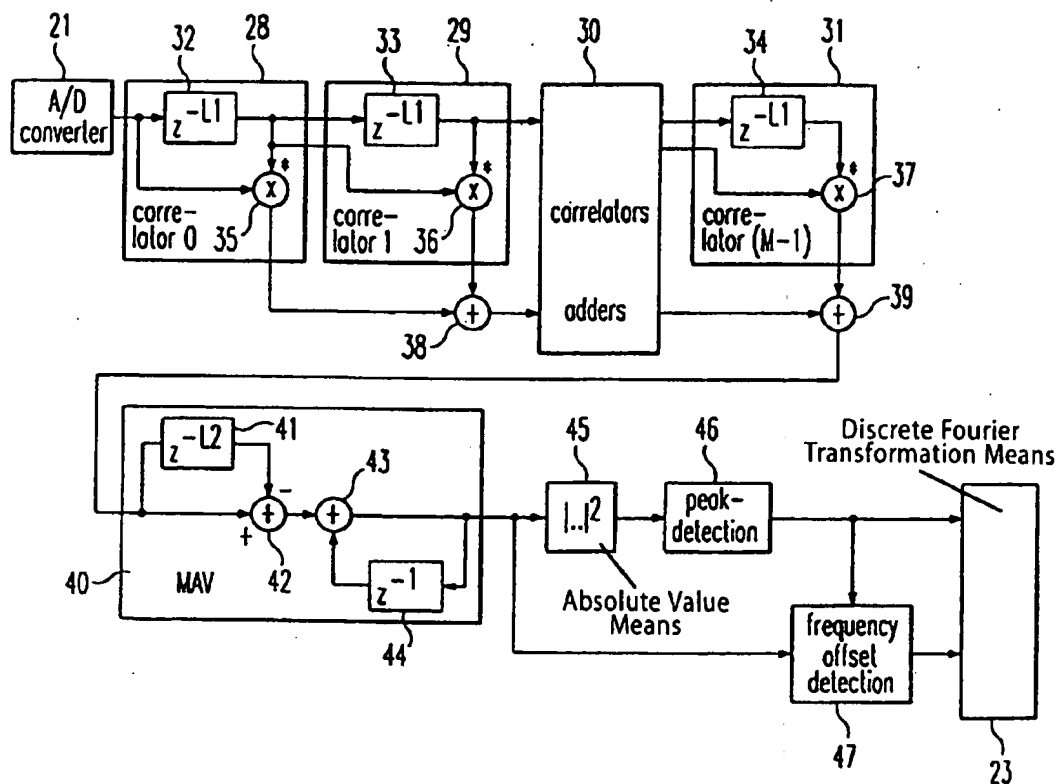 21
32
28
33
29
30
34
31
A/D
converter
z^-L1
z^-L1
z^-L1
*
*
*
x
x
x
37
corre-
lator 0
35
corre-
lator 1
36
correlators
corre-
lator (M-1)
+
38
adders
+
39
z^-L2
41
43
45
46
Discrete Fourier
Transformation Means
-
+
+
+
|..|²
peak-
detection
40
MAV
42
z^-1
44
Absolute Value
Means
frequency
offset
detection
47
23